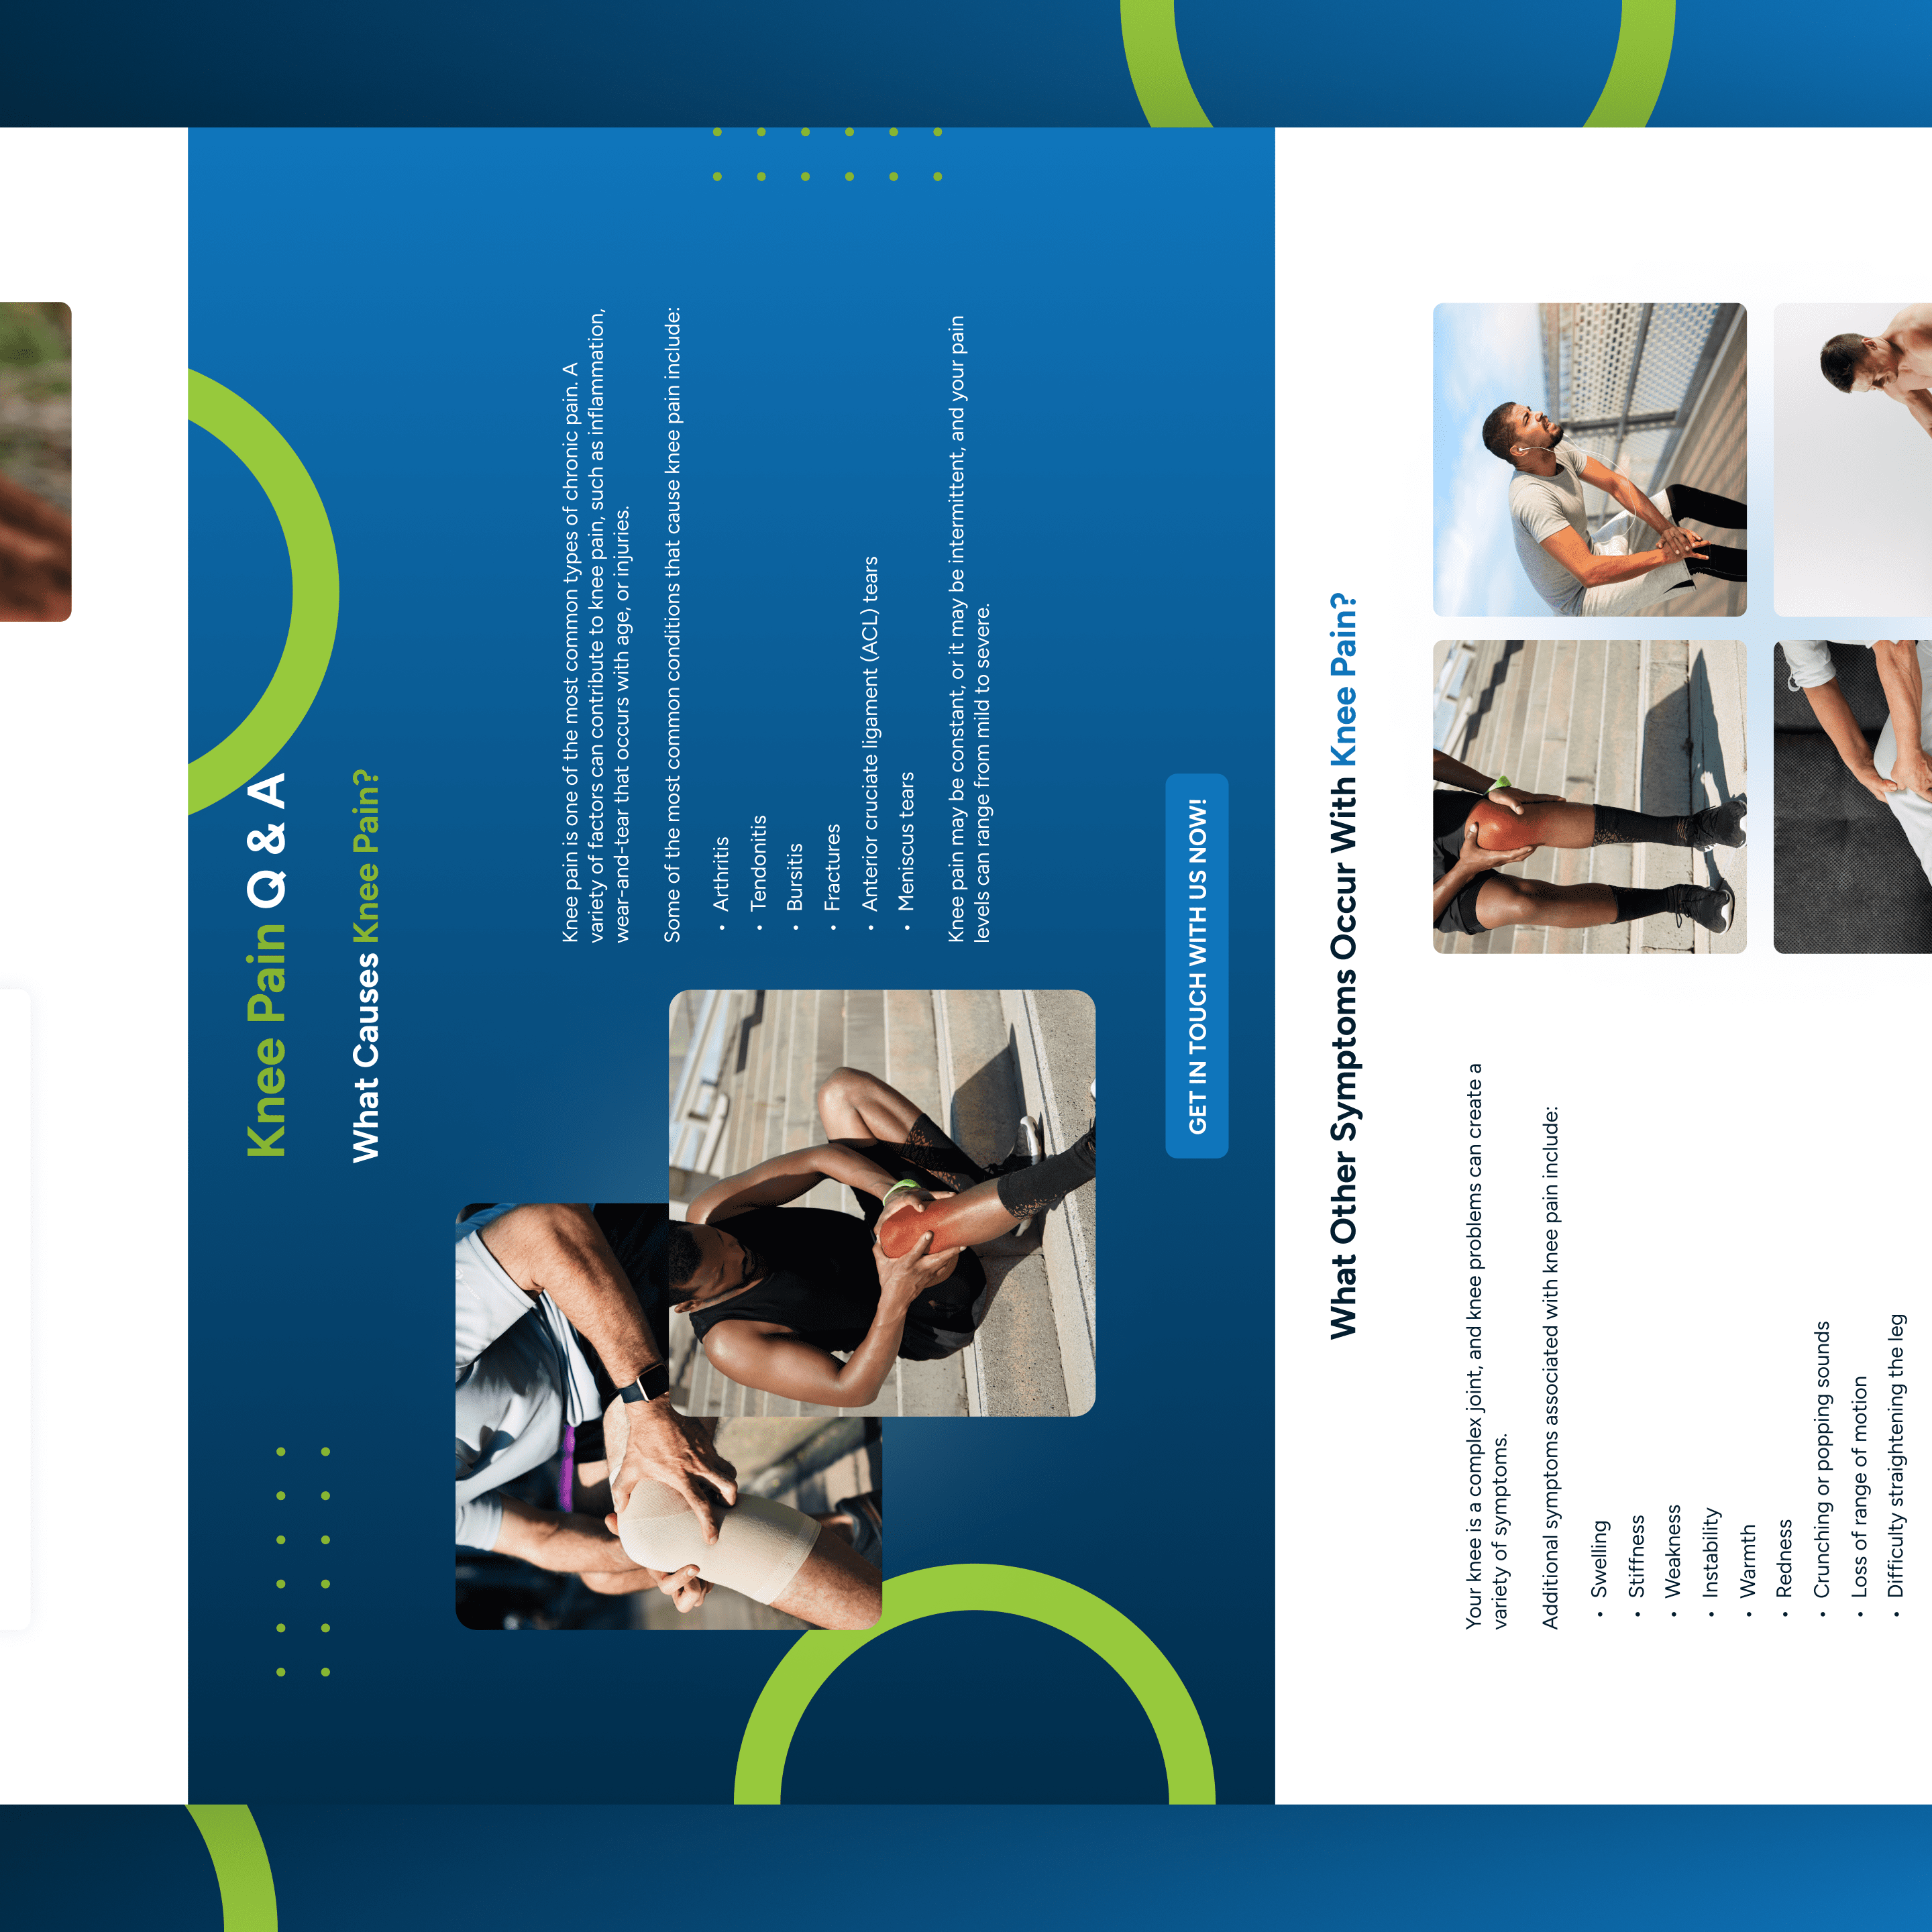 Knee Pain Q & A
What Causes Knee Pain?
Knee pain is one of the most common types of chronic pain. A
variety of factors can contribute to knee pain, such as inflammation,
wear-and-tear that occurs with age, or injuries.
Some of the most common conditions that cause knee pain include:
• Arthritis
• Tendonitis
• Bursitis
• Fractures
• Anterior cruciate ligament (ACL) tears
• Meniscus tears
Knee pain may be constant, or it may be intermittent, and your pain
levels can range from mild to severe.
GET IN TOUCH WITH US NOW!
What Other Symptoms Occur With Knee Pain?
Your knee is a complex joint, and knee problems can create a
variety of symptoms.
Additional symptoms associated with knee pain include:
• Swelling
• Stiffness
• Weakness
• Instability
• Warmth
• Redness
• Crunching or popping sounds
• Loss of range of motion
• Difficulty straightening the leg